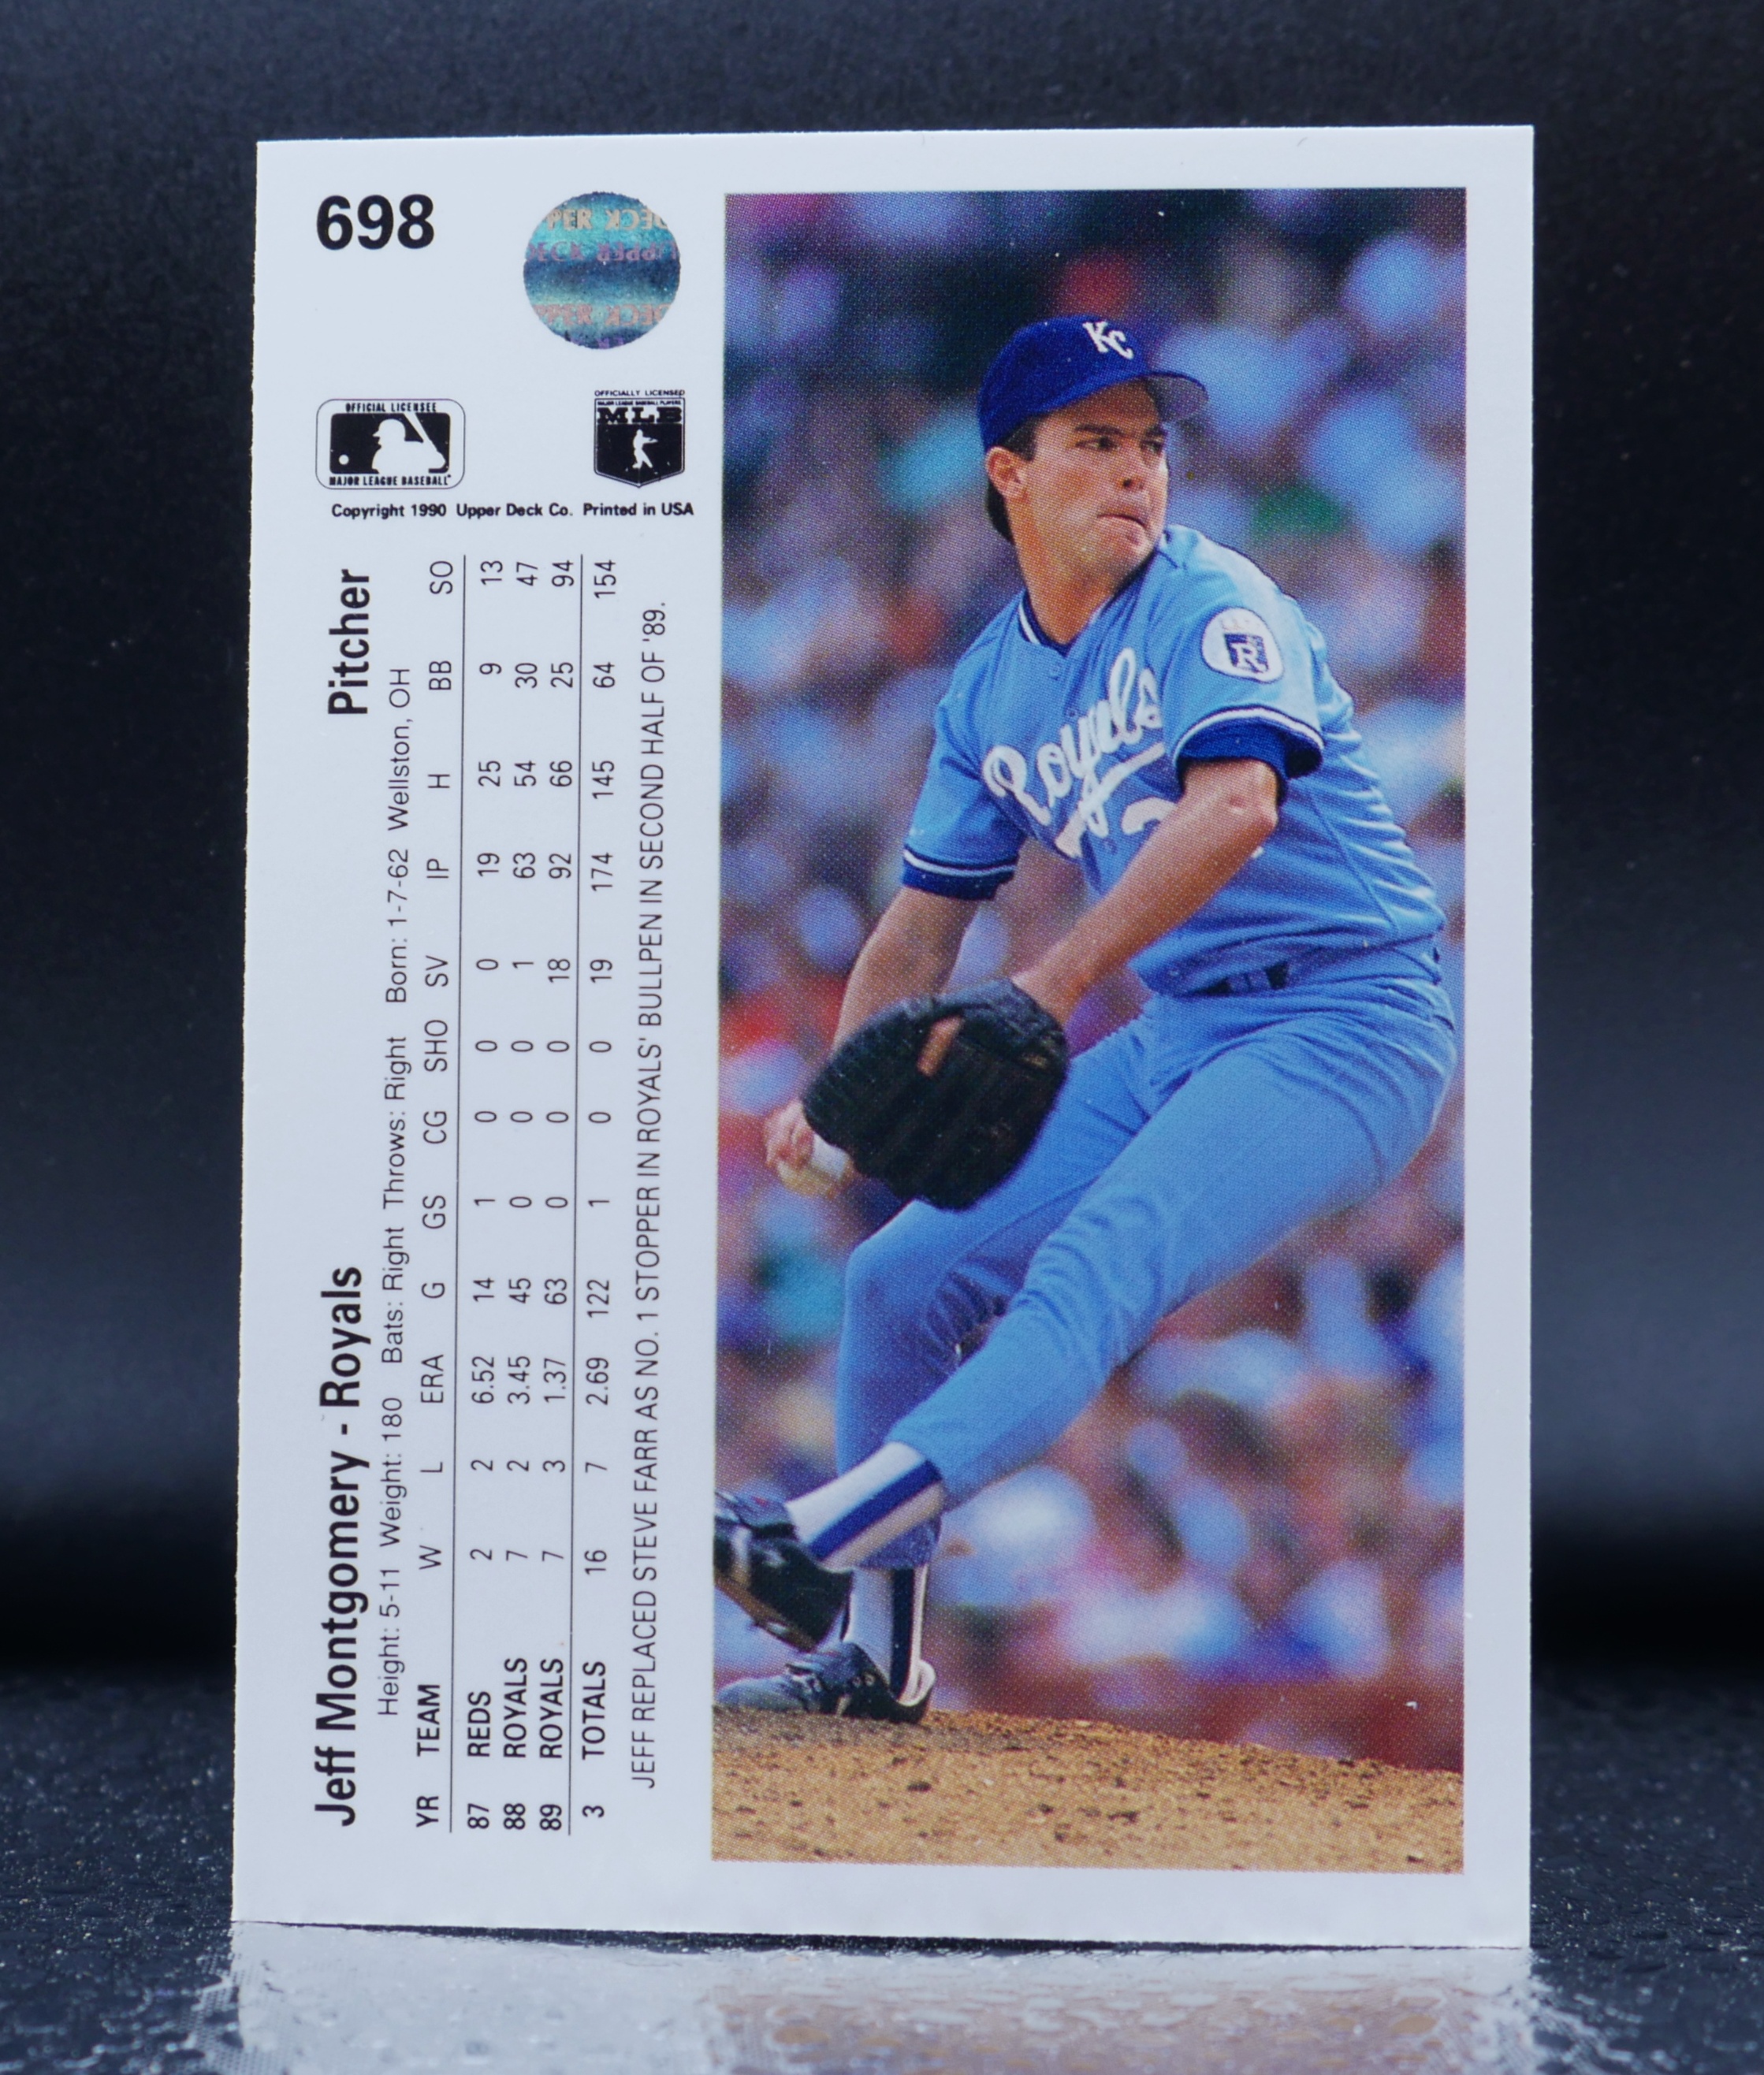 698
OFFICIAL LICENSEE
MAJOR LEAGUE BASEBALL
OFFICIALLY LICENSED
MAJOR LEAGUE BASEBALL PLAYERS
MLB
Copyright 1990 Upper Deck Co. Printed in USA
Jeff Montgomery - Royals Pitcher
Height: 5-11 Weight: 180 Bats: Right Throws: Right Born: 1-7-62 Wellston, OH
YR TEAM W L ERA G GS CG SHO SV IP H BB SO
87 REDS 2 2 6.52 14 1 0 0 0 19 25 9 13
88 ROYALS 7 2 3.45 45 0 0 0 1 63 54 30 47
89 ROYALS 7 3 1.37 63 0 0 0 18 92 66 25 94
3 TOTALS 16 7 2.69 122 1 0 0 19 174 145 64 154
JEFF REPLACED STEVE FARR AS NO. 1 STOPPER IN ROYALS' BULLPEN IN SECOND HALF OF '89.
KC
R
Royals
2